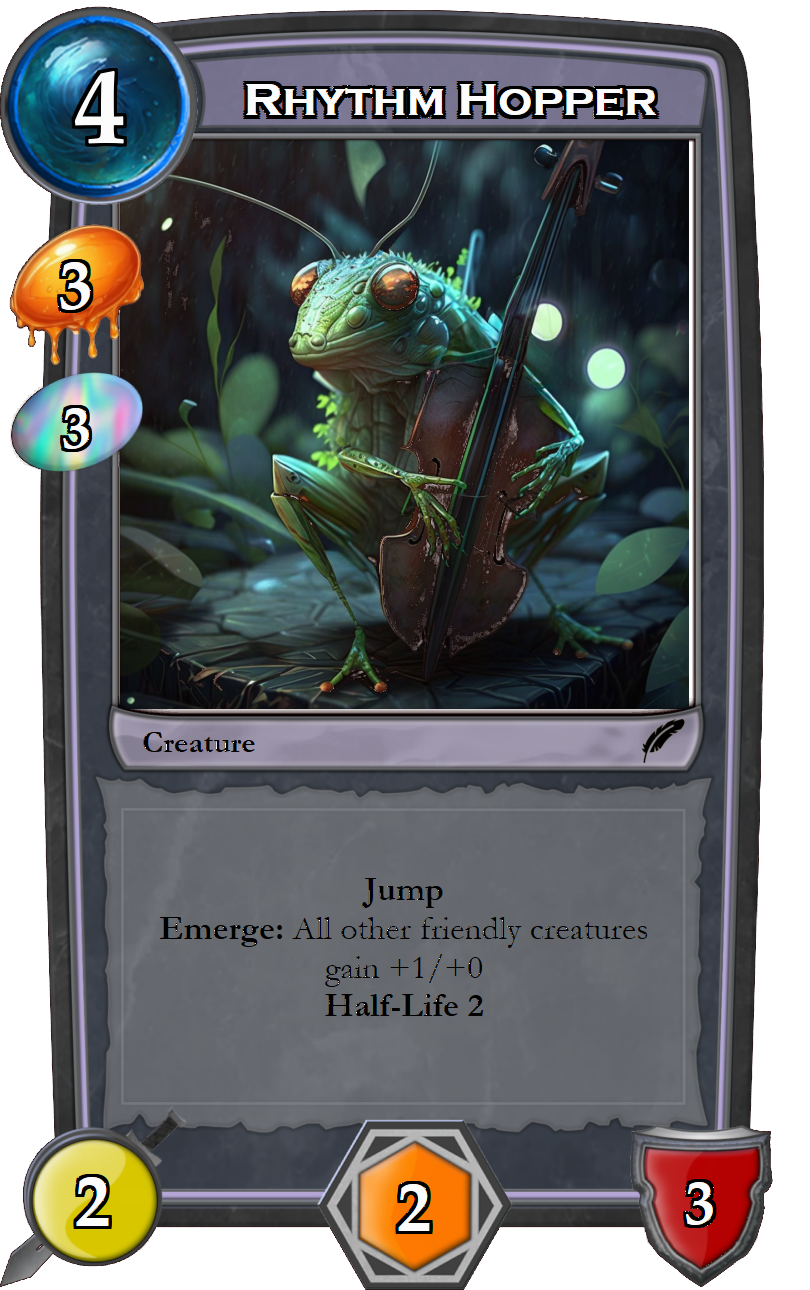 4
Rhythm Hopper
3
3
Creature
Jump
Emerge: All other friendly creatures
gain +1/+0
Half-Life 2
2
2
3